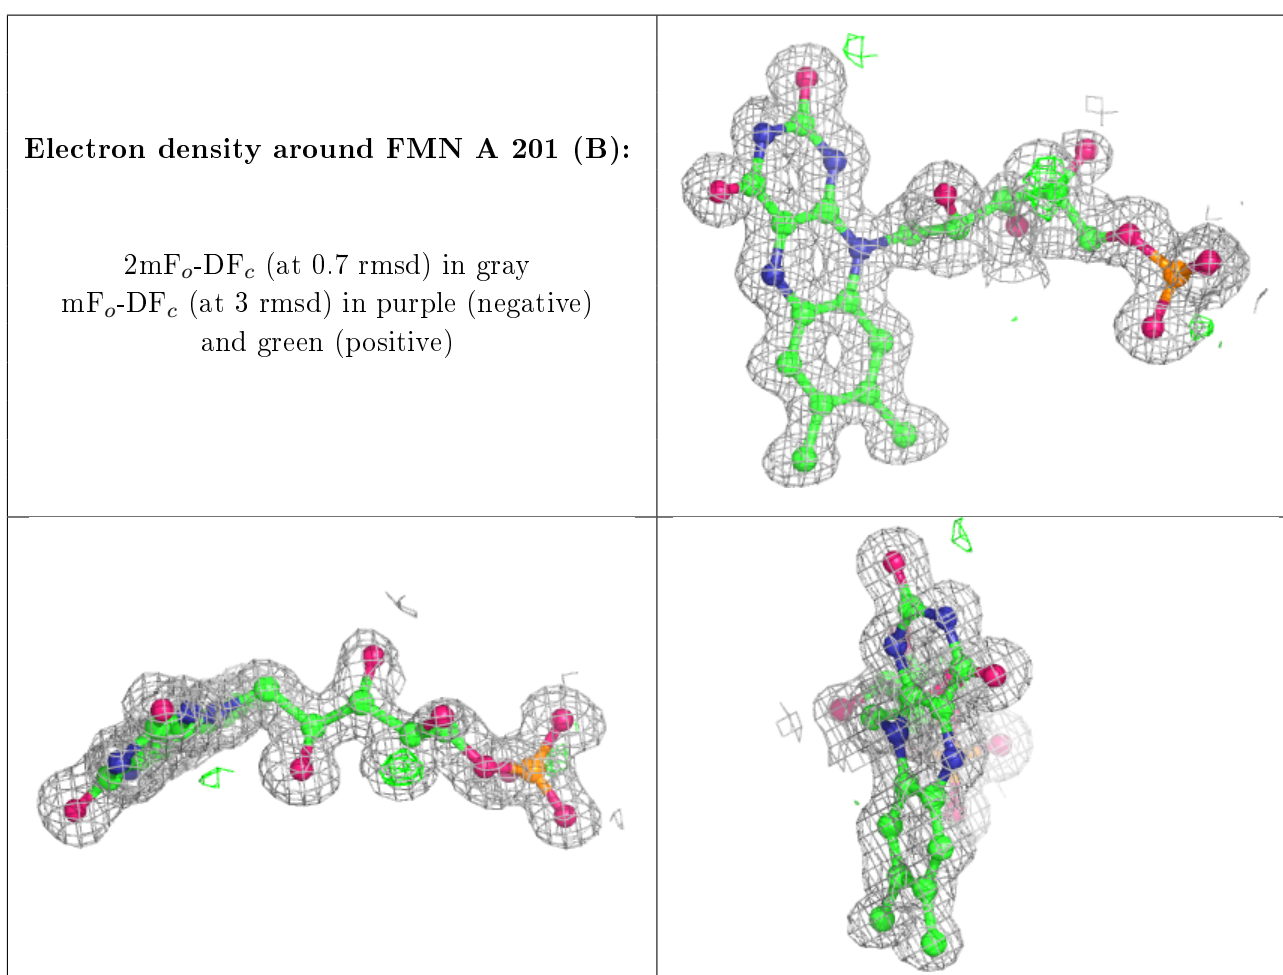 Electron density around FMN A 201 (B):
2mFo-DFc (at 0.7 rmsd) in gray
mFo-DFc (at 3 rmsd) in purple (negative)
and green (positive)